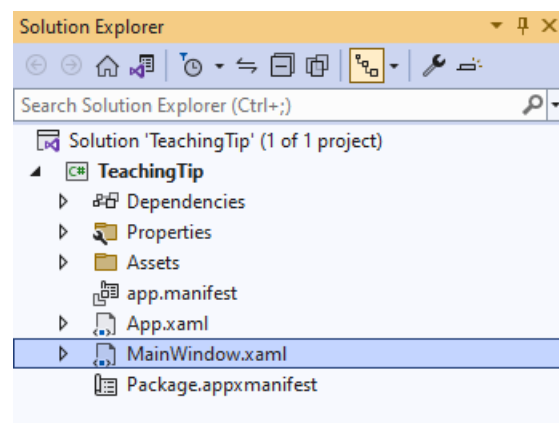 Solution Explorer
Search Solution Explorer (Ctrl+;)
Solution 'TeachingTip' (1 of 1 project)
C# TeachingTip
Dependencies
Properties
Assets
app.manifest
App.xaml
MainWindow.xaml
Package.appxmanifest